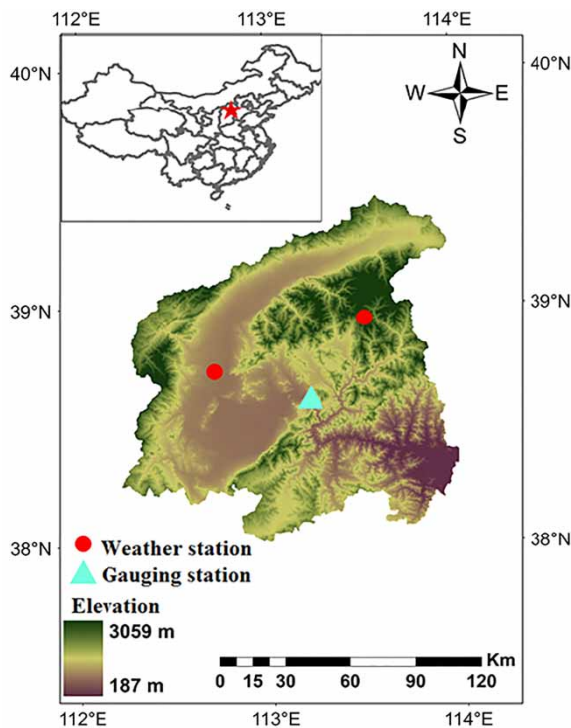 112°E 113°E 114°E
40°N 40°N
N
W E
S
39°N 39°N
38°N 38°N
Weather station
Gauging station
Elevation
3059 m
187 m
Km
0 15 30 60 90 120
112°E 113°E 114°E